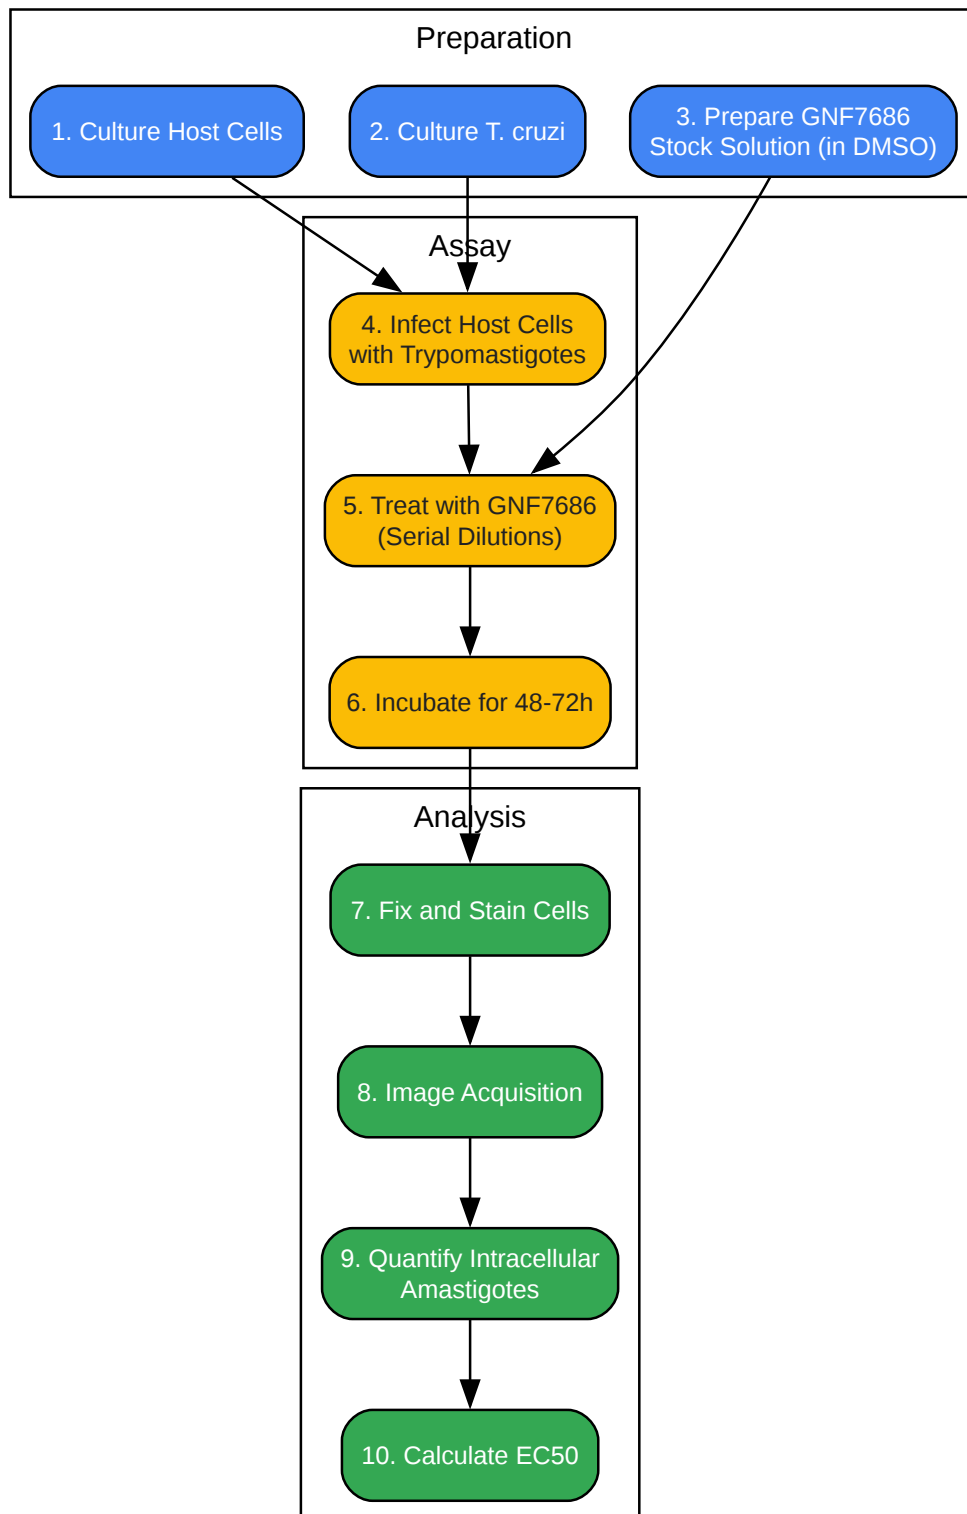 Preparation
1. Culture Host Cells
2. Culture T. cruzi
3. Prepare GNF7686
Stock Solution (in DMSO)
Assay
4. Infect Host Cells
with Trypomastigotes
5. Treat with GNF7686
(Serial Dilutions)
6. Incubate for 48-72h
Analysis
7. Fix and Stain Cells
8. Image Acquisition
9. Quantify Intracellular
Amastigotes
10. Calculate EC50